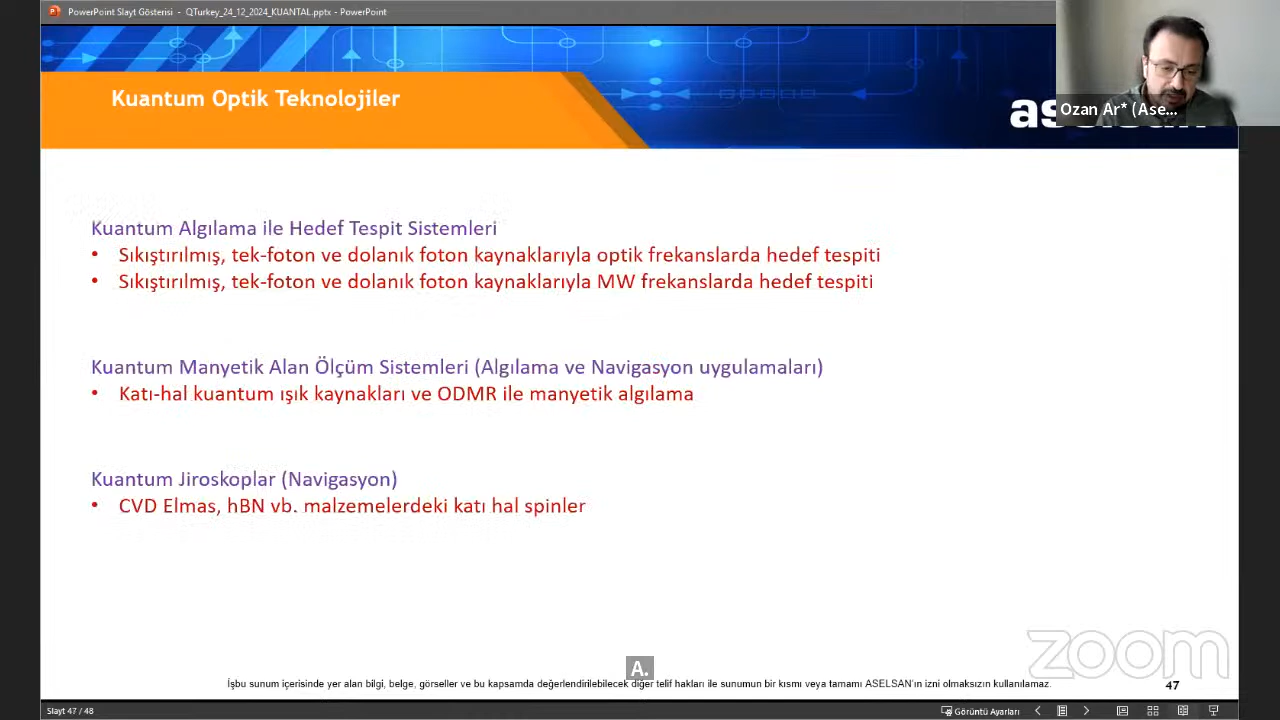 PowerPoint Slayt Gösterisi - QTurkey_24_12_2024_KUANTAL.pptx - PowerPoint
Kuantum Optik Teknolojiler
aselsan
Ozan Ar* (Ase...
Kuantum Algılama ile Hedef Tespit Sistemleri
• Sıkıştırılmış, tek-foton ve dolanık foton kaynaklarıyla optik frekanslarda hedef tespiti
• Sıkıştırılmış, tek-foton ve dolanık foton kaynaklarıyla MW frekanslarda hedef tespiti
Kuantum Manyetik Alan Ölçüm Sistemleri (Algılama ve Navigasyon uygulamaları)
• Katı-hal kuantum ışık kaynakları ve ODMR ile manyetik algılama
Kuantum Jiroskoplar (Navigasyon)
• CVD Elmas, hBN vb. malzemelerdeki katı hal spinler
zoom
A.
İşbu sunum içerisinde yer alan bilgi, belge, görseller ve bu kapsamda değerlendirilebilecek diğer telif hakları ile sunumun bir kısmı veya tamamı ASELSAN'ın izni olmaksızın kullanılamaz.
47
Slayt 47 / 48
Görüntü Ayarları